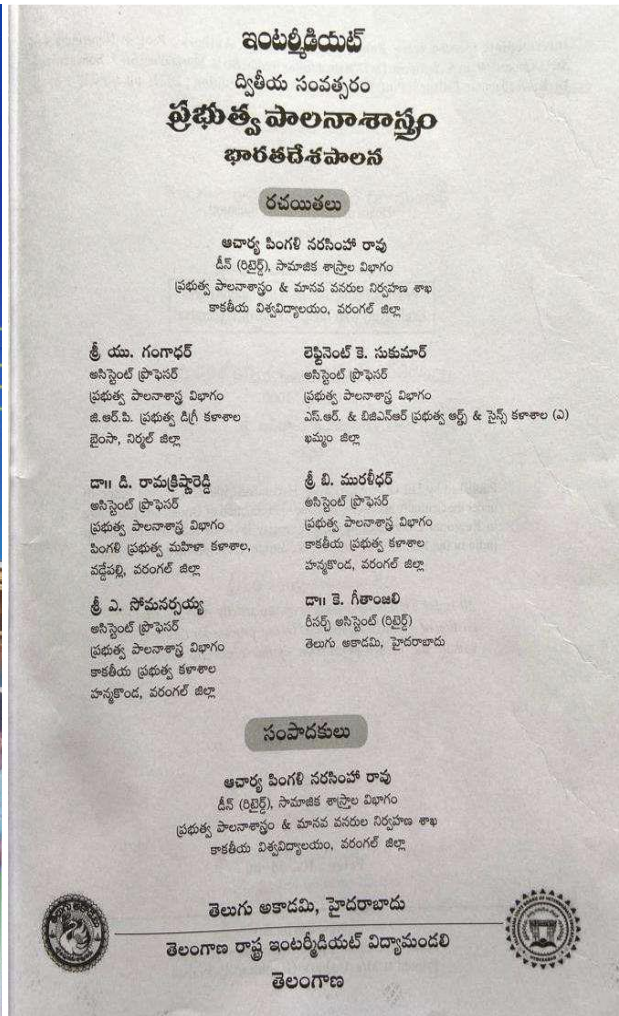 ఇంటర్మీడియట్
ద్వితీయ సంవత్సరం
ప్రభుత్వ పాలనాశాస్త్రం
భారతదేశపాలన
రచయితలు
ఆచార్య పింగళి నరసింహా రావు
డీన్ (రిటైర్డ్), సామాజిక శాస్త్రాల విభాగం
ప్రభుత్వ పాలనాశాస్త్రం & మానవ వనరుల నిర్వహణ శాఖ
కాకతీయ విశ్వవిద్యాలయం, వరంగల్ జిల్లా
శ్రీ యు. గంగాధర్
అసిస్టెంట్ ప్రొఫెసర్
ప్రభుత్వ పాలనాశాస్త్ర విభాగం
జి.ఆర్.పి. ప్రభుత్వ డిగ్రీ కళాశాల
బైంసా, నిర్మల్ జిల్లా
లెఫ్టినెంట్ కె. సుకుమార్
అసిస్టెంట్ ప్రొఫెసర్
ప్రభుత్వ పాలనాశాస్త్ర విభాగం
ఎస్.ఆర్. & బిజిఎన్ఆర్ ప్రభుత్వ ఆర్ట్స్ & సైన్స్ కళాశాల (ఎ)
ఖమ్మం జిల్లా
డా॥ డి. రామక్రిష్ణారెడ్డి
అసిస్టెంట్ ప్రొఫెసర్
ప్రభుత్వ పాలనాశాస్త్ర విభాగం
పింగళి ప్రభుత్వ మహిళా కళాశాల,
వడ్డేపల్లి, వరంగల్ జిల్లా
శ్రీ బి. మురళీధర్
అసిస్టెంట్ ప్రొఫెసర్
ప్రభుత్వ పాలనాశాస్త్ర విభాగం
కాకతీయ ప్రభుత్వ కళాశాల
హన్మకొండ, వరంగల్ జిల్లా
శ్రీ ఎ. సోమనర్సయ్య
అసిస్టెంట్ ప్రొఫెసర్
ప్రభుత్వ పాలనాశాస్త్ర విభాగం
కాకతీయ ప్రభుత్వ కళాశాల
హన్మకొండ, వరంగల్ జిల్లా
డా॥ కె. గీతాంజలి
రీసర్చ్ అసిస్టెంట్ (రిటైర్డ్)
తెలుగు అకాడమి, హైదరాబాదు
సంపాదకులు
ఆచార్య పింగళి నరసింహా రావు
డీన్ (రిటైర్డ్), సామాజిక శాస్త్రాల విభాగం
ప్రభుత్వ పాలనాశాస్త్రం & మానవ వనరుల నిర్వహణ శాఖ
కాకతీయ విశ్వవిద్యాలయం, వరంగల్ జిల్లా
తెలుగు అకాడమి, హైదరాబాదు
తెలంగాణ రాష్ట్ర ఇంటర్మీడియట్ విద్యామండలి
తెలంగాణ